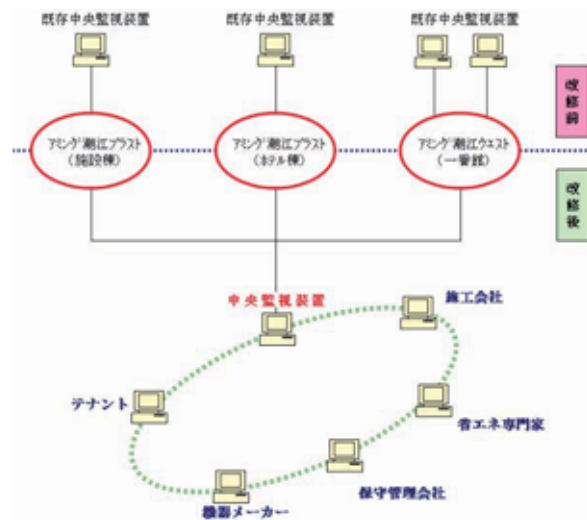 既存中央監視装置
既存中央監視装置
既存中央監視装置
改修前
アミング潮江プラスト
(施設棟)
アミング潮江プラスト
(ホテル棟)
アミング潮江ウエスト
(一番館)
改修後
中央監視装置
施工会社
テナント
省エネ専門家
保守管理会社
機器メーカー